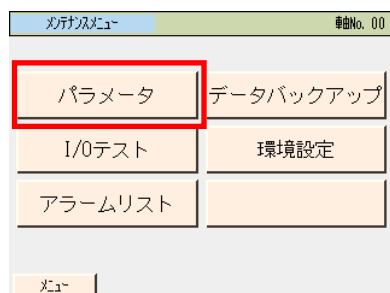 ﾒﾝﾃﾅﾝｽﾒﾆｭｰ 軸No. 00
パラメータ データバックアップ
I/Oテスト 環境設定
アラームリスト
ﾒﾆｭｰ